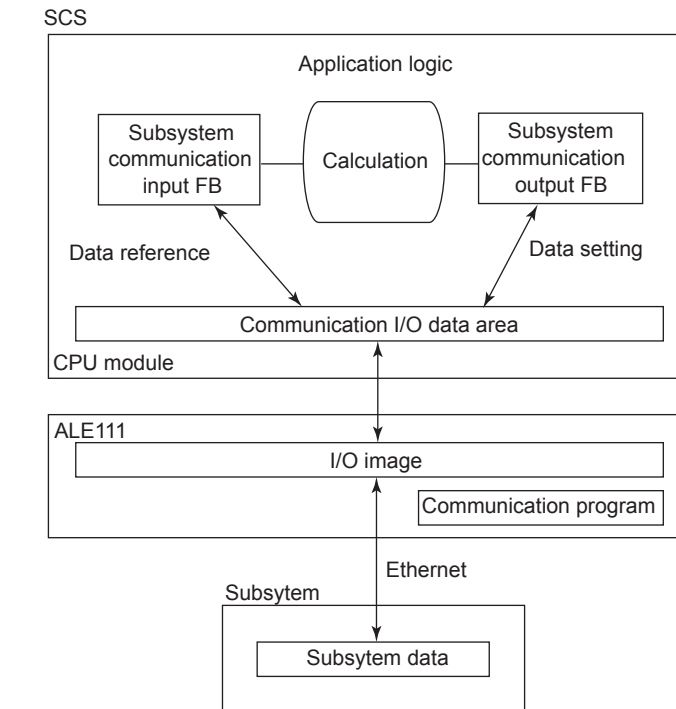 SCS
Application logic
Subsystem
communication
input FB
Calculation
Subsystem
communication
output FB
Data reference
Data setting
Communication I/O data area
CPU module
ALE111
I/O image
Communication program
Ethernet
Subsytem
Subsytem data